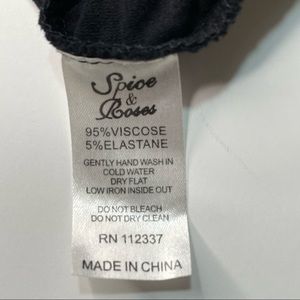 Spice
&
Roses
95%VISCOSE
5%ELASTANE
GENTLY HAND WASH IN
COLD WATER
DRY FLAT
LOW IRON INSIDE OUT
DO NOT BLEACH
DO NOT DRY CLEAN
RN 112337
MADE IN CHINA